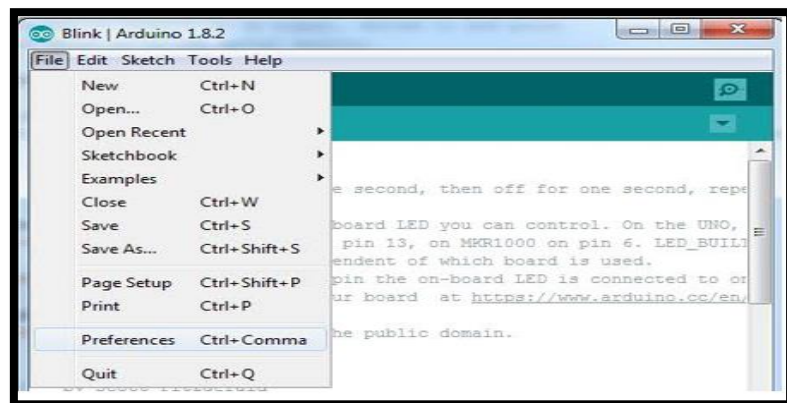 Blink | Arduino 1.8.2
File Edit Sketch Tools Help
New Ctrl+N
Open... Ctrl+O
Open Recent
Sketchbook
Examples
Close Ctrl+W
Save Ctrl+S
Save As... Ctrl+Shift+S
Page Setup Ctrl+Shift+P
Print Ctrl+P
Preferences Ctrl+Comma
Quit Ctrl+Q
e second, then off for one second, repe
board LED you can control. On the UNO,
pin 13, on MKR1000 on pin 6. LED_BUILT
endent of which board is used.
pin the on-board LED is connected to on
ur board at https://www.arduino.cc/en/
he public domain.